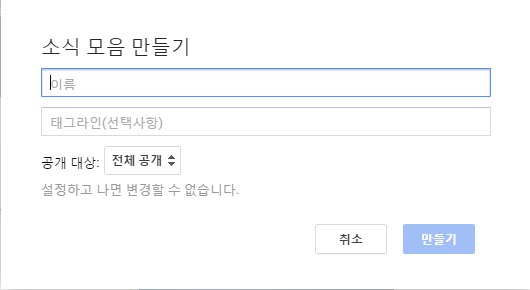 소식 모음 만들기
이름
태그라인(선택사항)
공개 대상: 전체 공개
설정하고 나면 변경할 수 없습니다.
취소 만들기